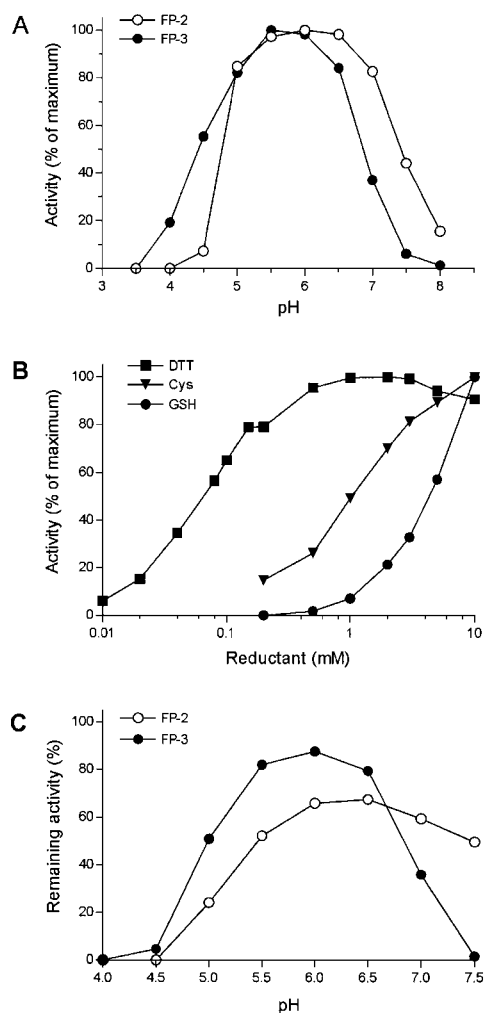 A
FP-2
FP-3
Activity (% of maximum)
100
80
60
40
20
0
3 4 5 6 7 8
pH
B
DTT
Cys
GSH
Activity (% of maximum)
100
80
60
40
20
0
0.01 0.1 1 10
Reductant (mM)
C
FP-2
FP-3
Remaining activity (%)
100
80
60
40
20
0
4.0 4.5 5.0 5.5 6.0 6.5 7.0 7.5
pH